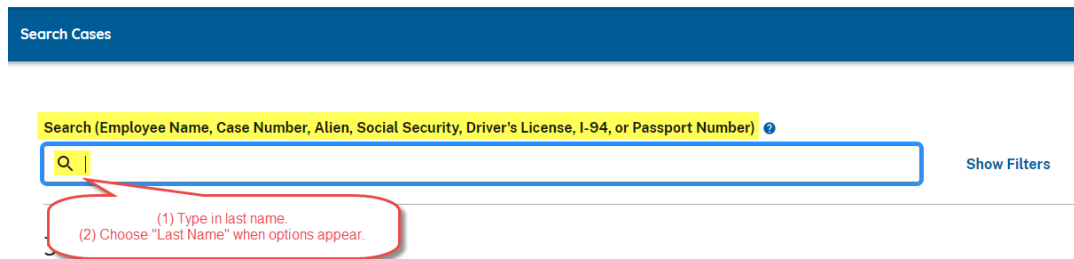 Search Cases
Search (Employee Name, Case Number, Alien, Social Security, Driver's License, I-94, or Passport Number)
Show Filters
(1) Type in last name.
(2) Choose "Last Name" when options appear.